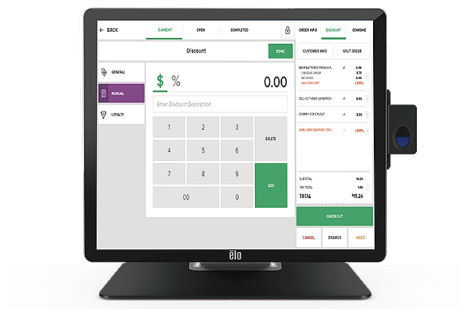 ← BACK
CURRENT
OPEN
COMPLETED
ORDER INFO
DISCOUNT
COMBINE
Discount
DONE
CUSTOMER INFO
SPLIT ORDER
GENERAL
MANUAL
LOYALTY
$ %
0.00
Enter Discount Description
1 2 3
DELETE
4 5 6
7 8 9
ADD
00 0
SUBTOTAL
TAX TOTAL
TOTAL
CHECKOUT
CANCEL
DRAWER
HOLD
elo